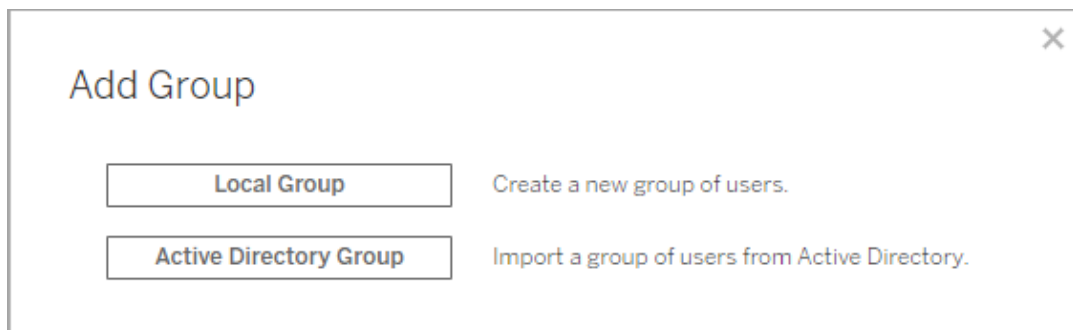 Add Group
Local Group Create a new group of users.
Active Directory Group Import a group of users from Active Directory.